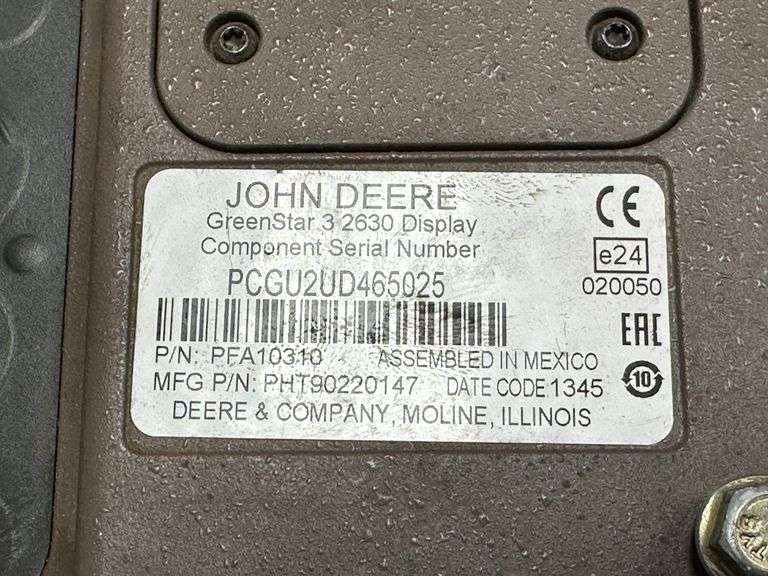 JOHN DEERE
GreenStar 3 2630 Display
Component Serial Number
PCGU2UD465025
P/N: PFA10310 ASSEMBLED IN MEXICO
MFG P/N: PHT90220147 DATE CODE:1345
DEERE & COMPANY, MOLINE, ILLINOIS
CE
e24
020050
EAC
10